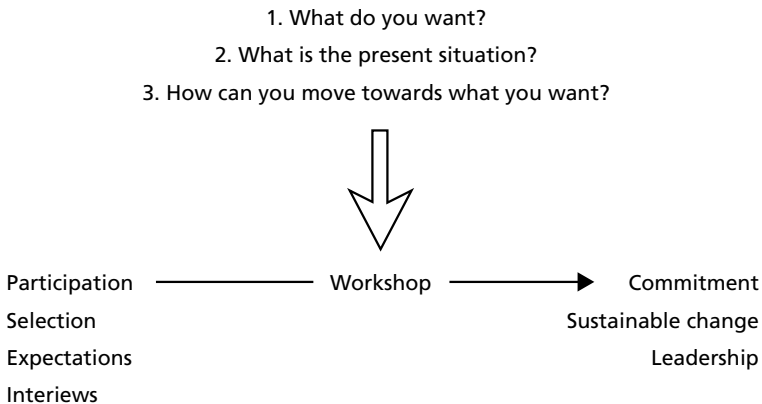 1. What do you want?
2. What is the present situation?
3. How can you move towards what you want?
Participation Workshop Commitment
Selection Sustainable change
Expectations Leadership
Interiews